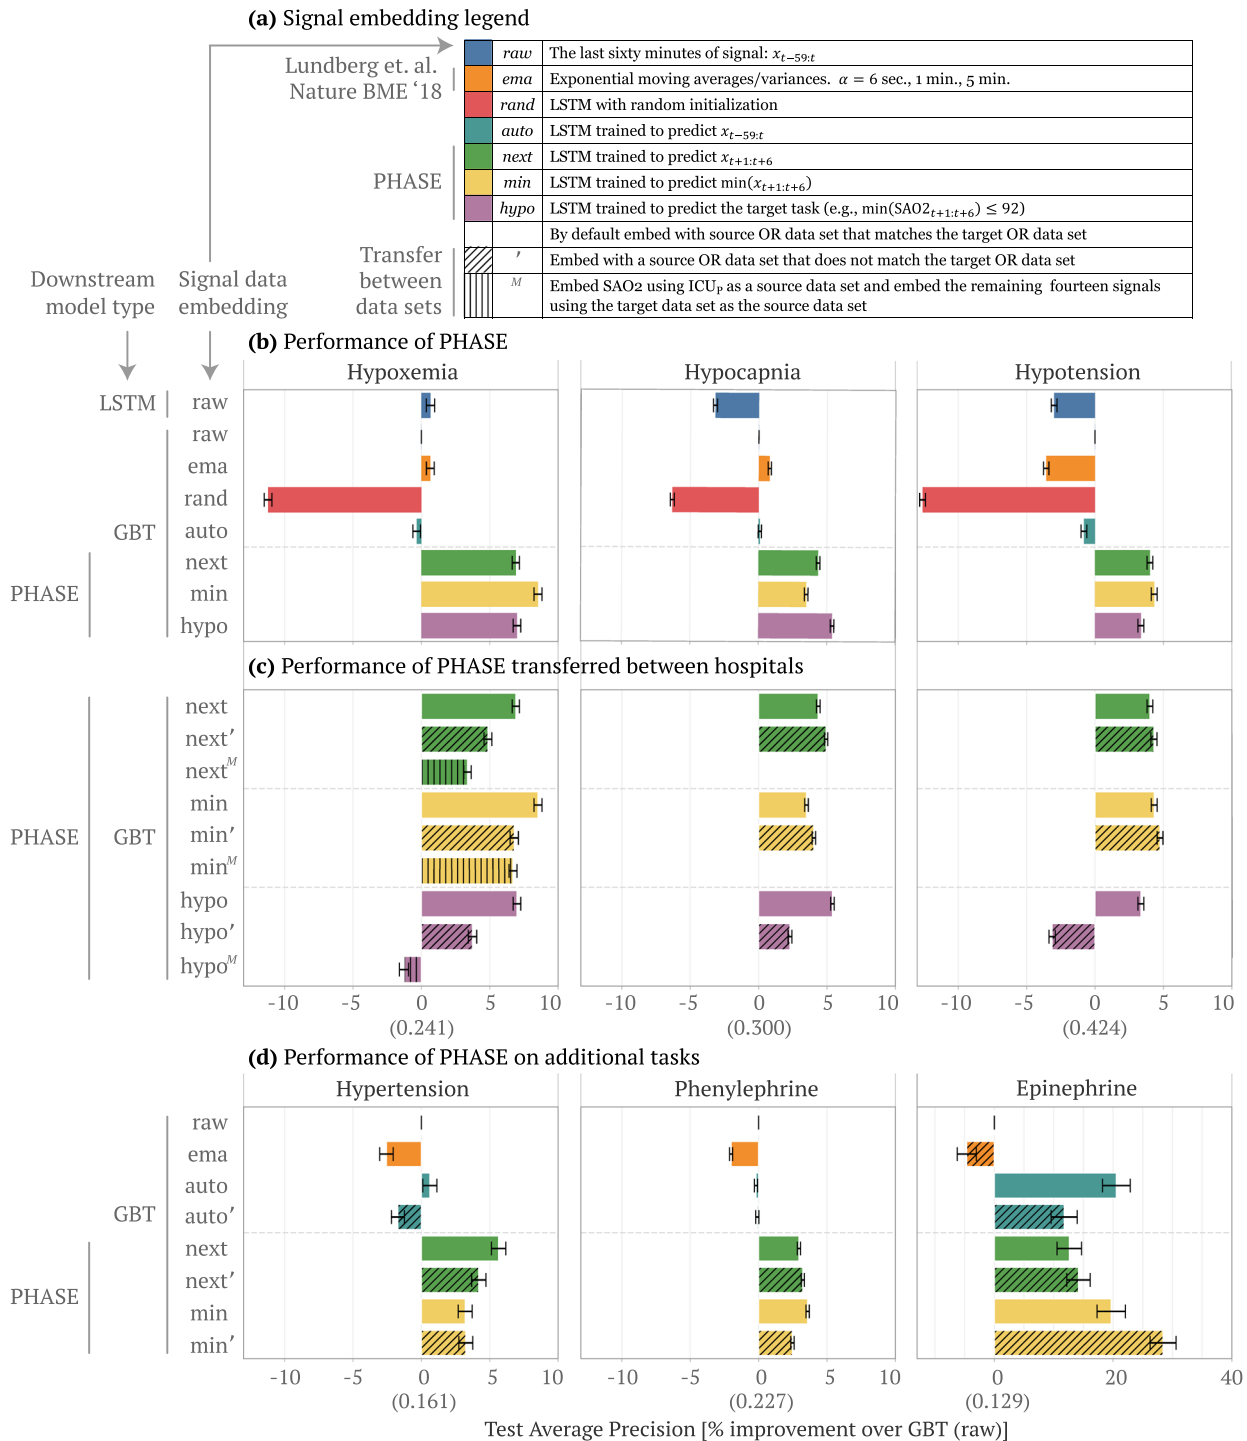 (a) Signal embedding legend
Lundberg et. al.
Nature BME ‘18
raw The last sixty minutes of signal: x_{t−59:t}
ema Exponential moving averages/variances. α = 6 sec., 1 min., 5 min.
rand LSTM with random initialization
auto LSTM trained to predict x_{t−59:t}
PHASE
next LSTM trained to predict x_{t+1:t+6}
min LSTM trained to predict min(x_{t+1:t+6})
hypo LSTM trained to predict the target task (e.g., min(SAO2_{t+1:t+6}) ≤ 92)
By default embed with source OR data set that matches the target OR data set
Transfer
between
data sets
′ Embed with a source OR data set that does not match the target OR data set
M Embed SAO2 using ICU_P as a source data set and embed the remaining fourteen signals
using the target data set as the source data set
Downstream
model type
Signal data
embedding
(b) Performance of PHASE
Hypoxemia Hypocapnia Hypotension
LSTM raw
raw
ema
rand
GBT auto
next
PHASE min
hypo
(c) Performance of PHASE transferred between hospitals
next
next′
next^M
min
PHASE GBT min′
min^M
hypo
hypo′
hypo^M
-10 -5 0 5 10 -10 -5 0 5 10 -10 -5 0 5 10
(0.241) (0.300) (0.424)
(d) Performance of PHASE on additional tasks
Hypertension Phenylephrine Epinephrine
raw
ema
auto
GBT auto′
next
next′
PHASE min
min′
-10 -5 0 5 10 -10 -5 0 5 10 0 20 40
(0.161) (0.227) (0.129)
Test Average Precision [% improvement over GBT (raw)]